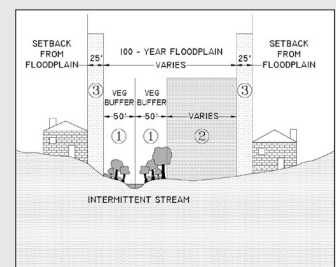 SETBACK
FROM
FLOODPLAIN
25'
100 - YEAR FLOODPLAIN
VARIES
25'
SETBACK
FROM
FLOODPLAIN
③
VEG
BUFFER
50'
VEG
BUFFER
50'
VARIES
③
①
①
②
INTERMITTENT STREAM